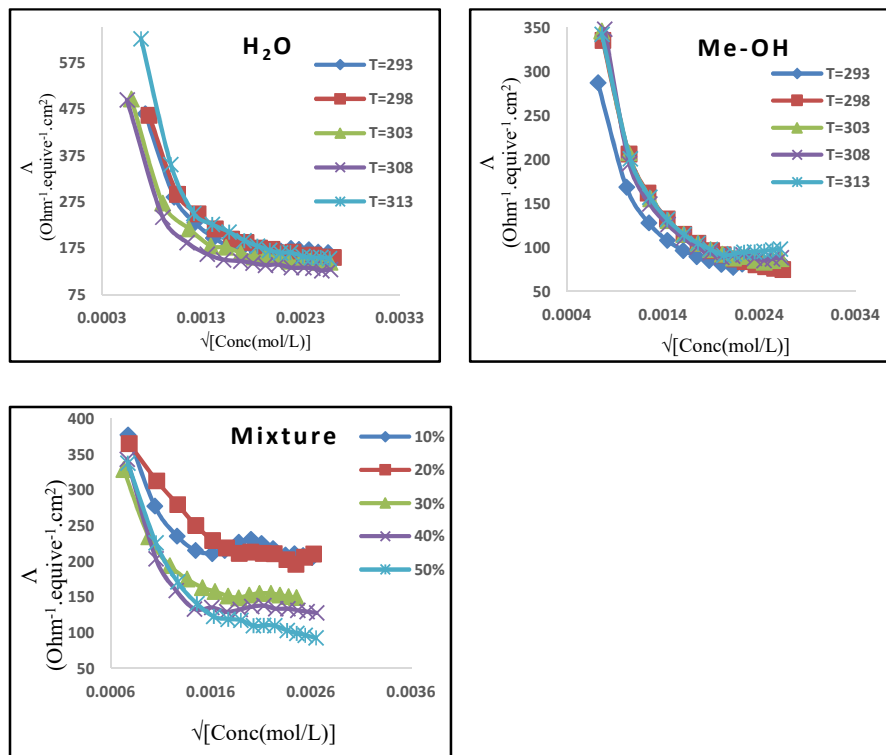 H₂O
575
475
375
275
175
75
Λ
(Ohm⁻¹.equive⁻¹.cm²)
T=293
T=298
T=303
T=308
T=313
0.0003 0.0013 0.0023 0.0033
√[Conc(mol/L)]
Me-OH
350
300
250
200
150
100
50
Λ
(Ohm⁻¹.equive⁻¹.cm²)
T=293
T=298
T=303
T=308
T=313
0.0004 0.0014 0.0024 0.0034
√[Conc(mol/L)]
Mixture
400
350
300
250
200
150
100
50
Λ
(Ohm⁻¹.equive⁻¹.cm²)
10%
20%
30%
40%
50%
0.0006 0.0016 0.0026 0.0036
√[Conc(mol/L)]